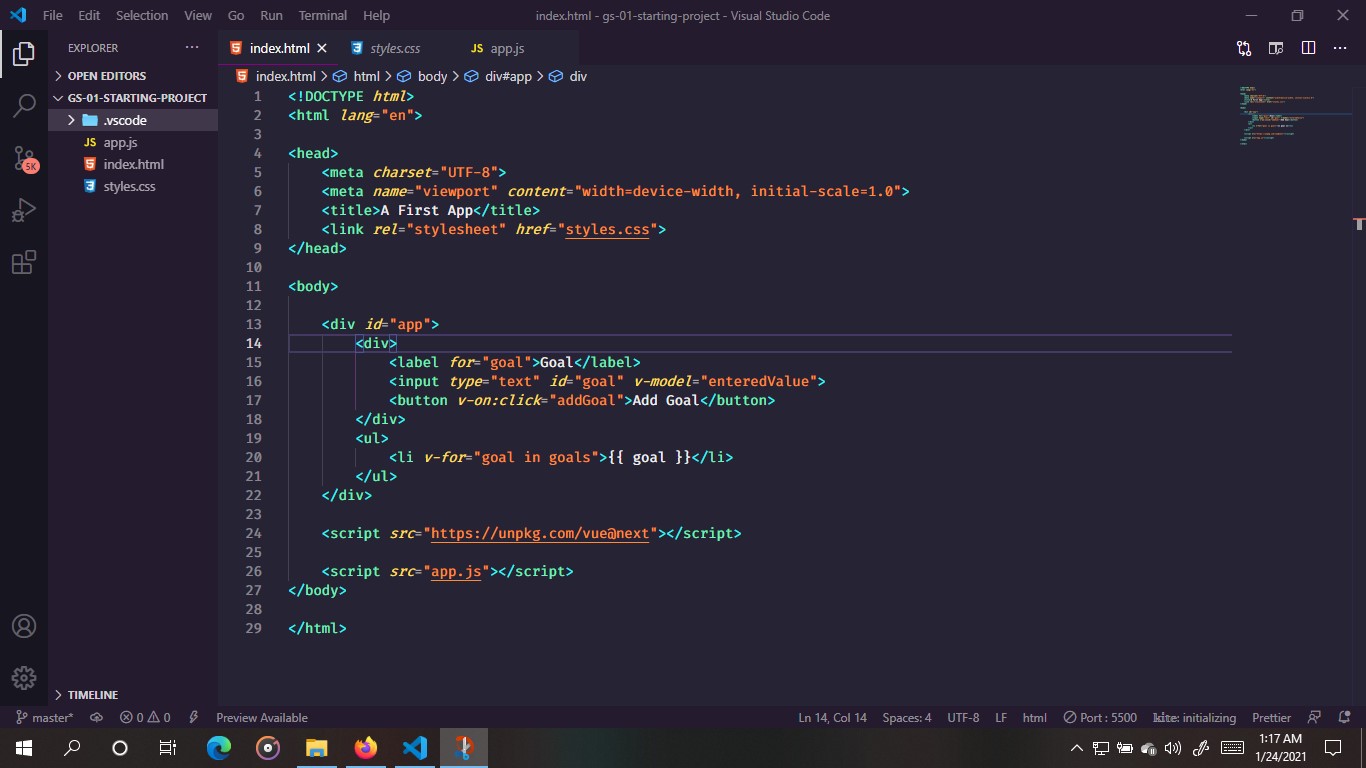 File Edit Selection View Go Run Terminal Help
index.html - gs-01-starting-project - Visual Studio Code
EXPLORER
index.html
styles.css
JS app.js
OPEN EDITORS
index.html > html > body > div#app > div
GS-01-STARTING-PROJECT
.vscode
JS app.js
index.html
styles.css
5K
1 <!DOCTYPE html>
2 <html lang="en">
3
4 <head>
5 <meta charset="UTF-8">
6 <meta name="viewport" content="width=device-width, initial-scale=1.0">
7 <title>A First App</title>
8 <link rel="stylesheet" href="styles.css">
9 </head>
10
11 <body>
12
13 <div id="app">
14 <div>
15 <label for="goal">Goal</label>
16 <input type="text" id="goal" v-model="enteredValue">
17 <button v-on:click="addGoal">Add Goal</button>
18 </div>
19 <ul>
20 <li v-for="goal in goals">{{ goal }}</li>
21 </ul>
22 </div>
23
24 <script src="https://unpkg.com/vue@next"></script>
25
26 <script src="app.js"></script>
27 </body>
28
29 </html>
TIMELINE
master* 0 0 Preview Available
Ln 14, Col 14 Spaces: 4 UTF-8 LF html Port : 5500 kite: initializing Prettier
1:17 AM
1/24/2021